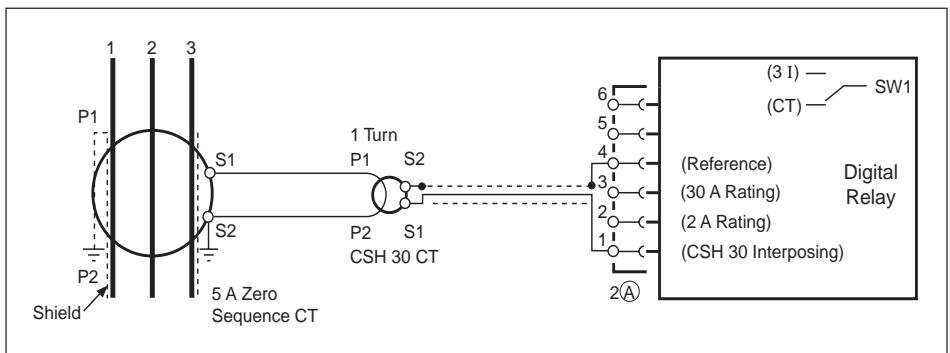 1 2 3
P1
S1
S2
P2
Shield
5 A Zero
Sequence CT
1 Turn
P1 S2
P2 S1
CSH 30 CT
6
5
4
3
2
1
2Ⓐ
(3 I)
(CT)
SW1
(Reference)
(30 A Rating)
(2 A Rating)
(CSH 30 Interposing)
Digital
Relay